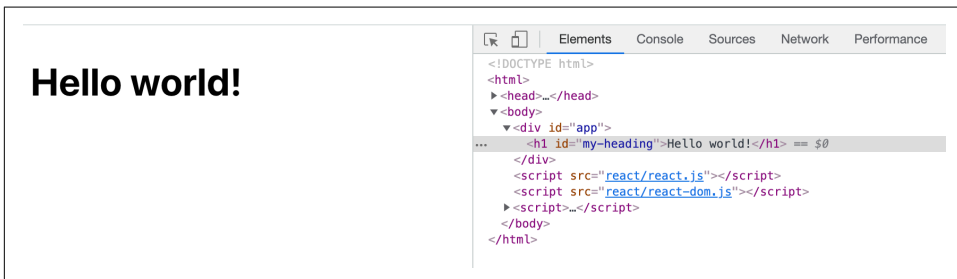 Hello world!
Elements Console Sources Network Performance
<!DOCTYPE html>
<html>
▶<head>…</head>
▼<body>
▼<div id="app">
... <h1 id="my-heading">Hello world!</h1> == $0
</div>
<script src="react/react.js"></script>
<script src="react/react-dom.js"></script>
▶<script>…</script>
</body>
</html>